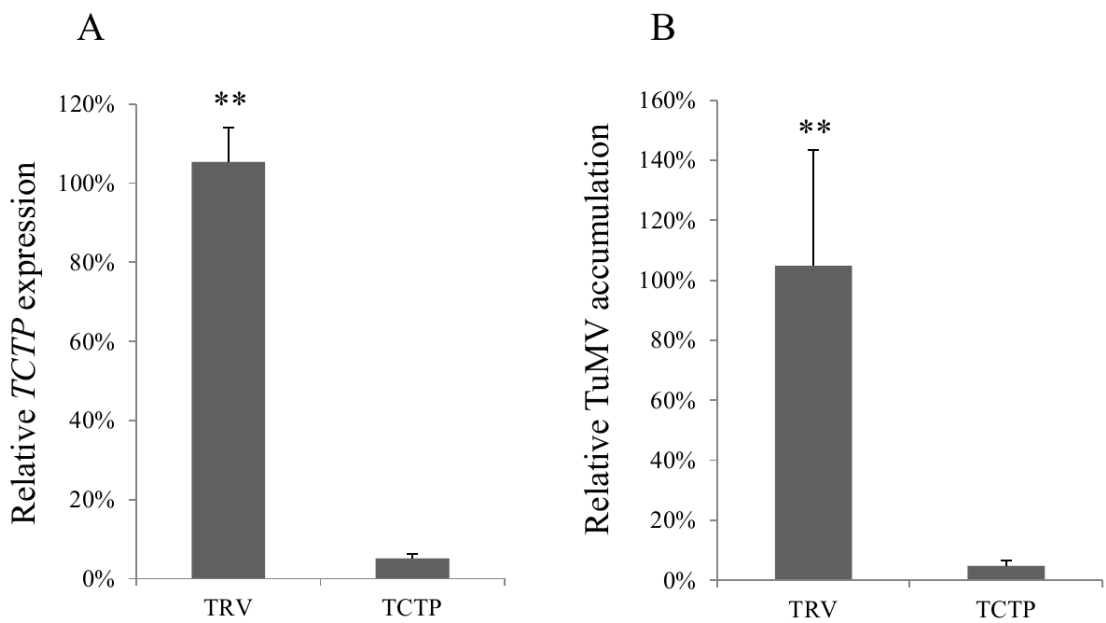 A
Relative TCTP expression
120%
100%
80%
60%
40%
20%
0%
**
TRV
TCTP
B
Relative TuMV accumulation
160%
140%
120%
100%
80%
60%
40%
20%
0%
**
TRV
TCTP